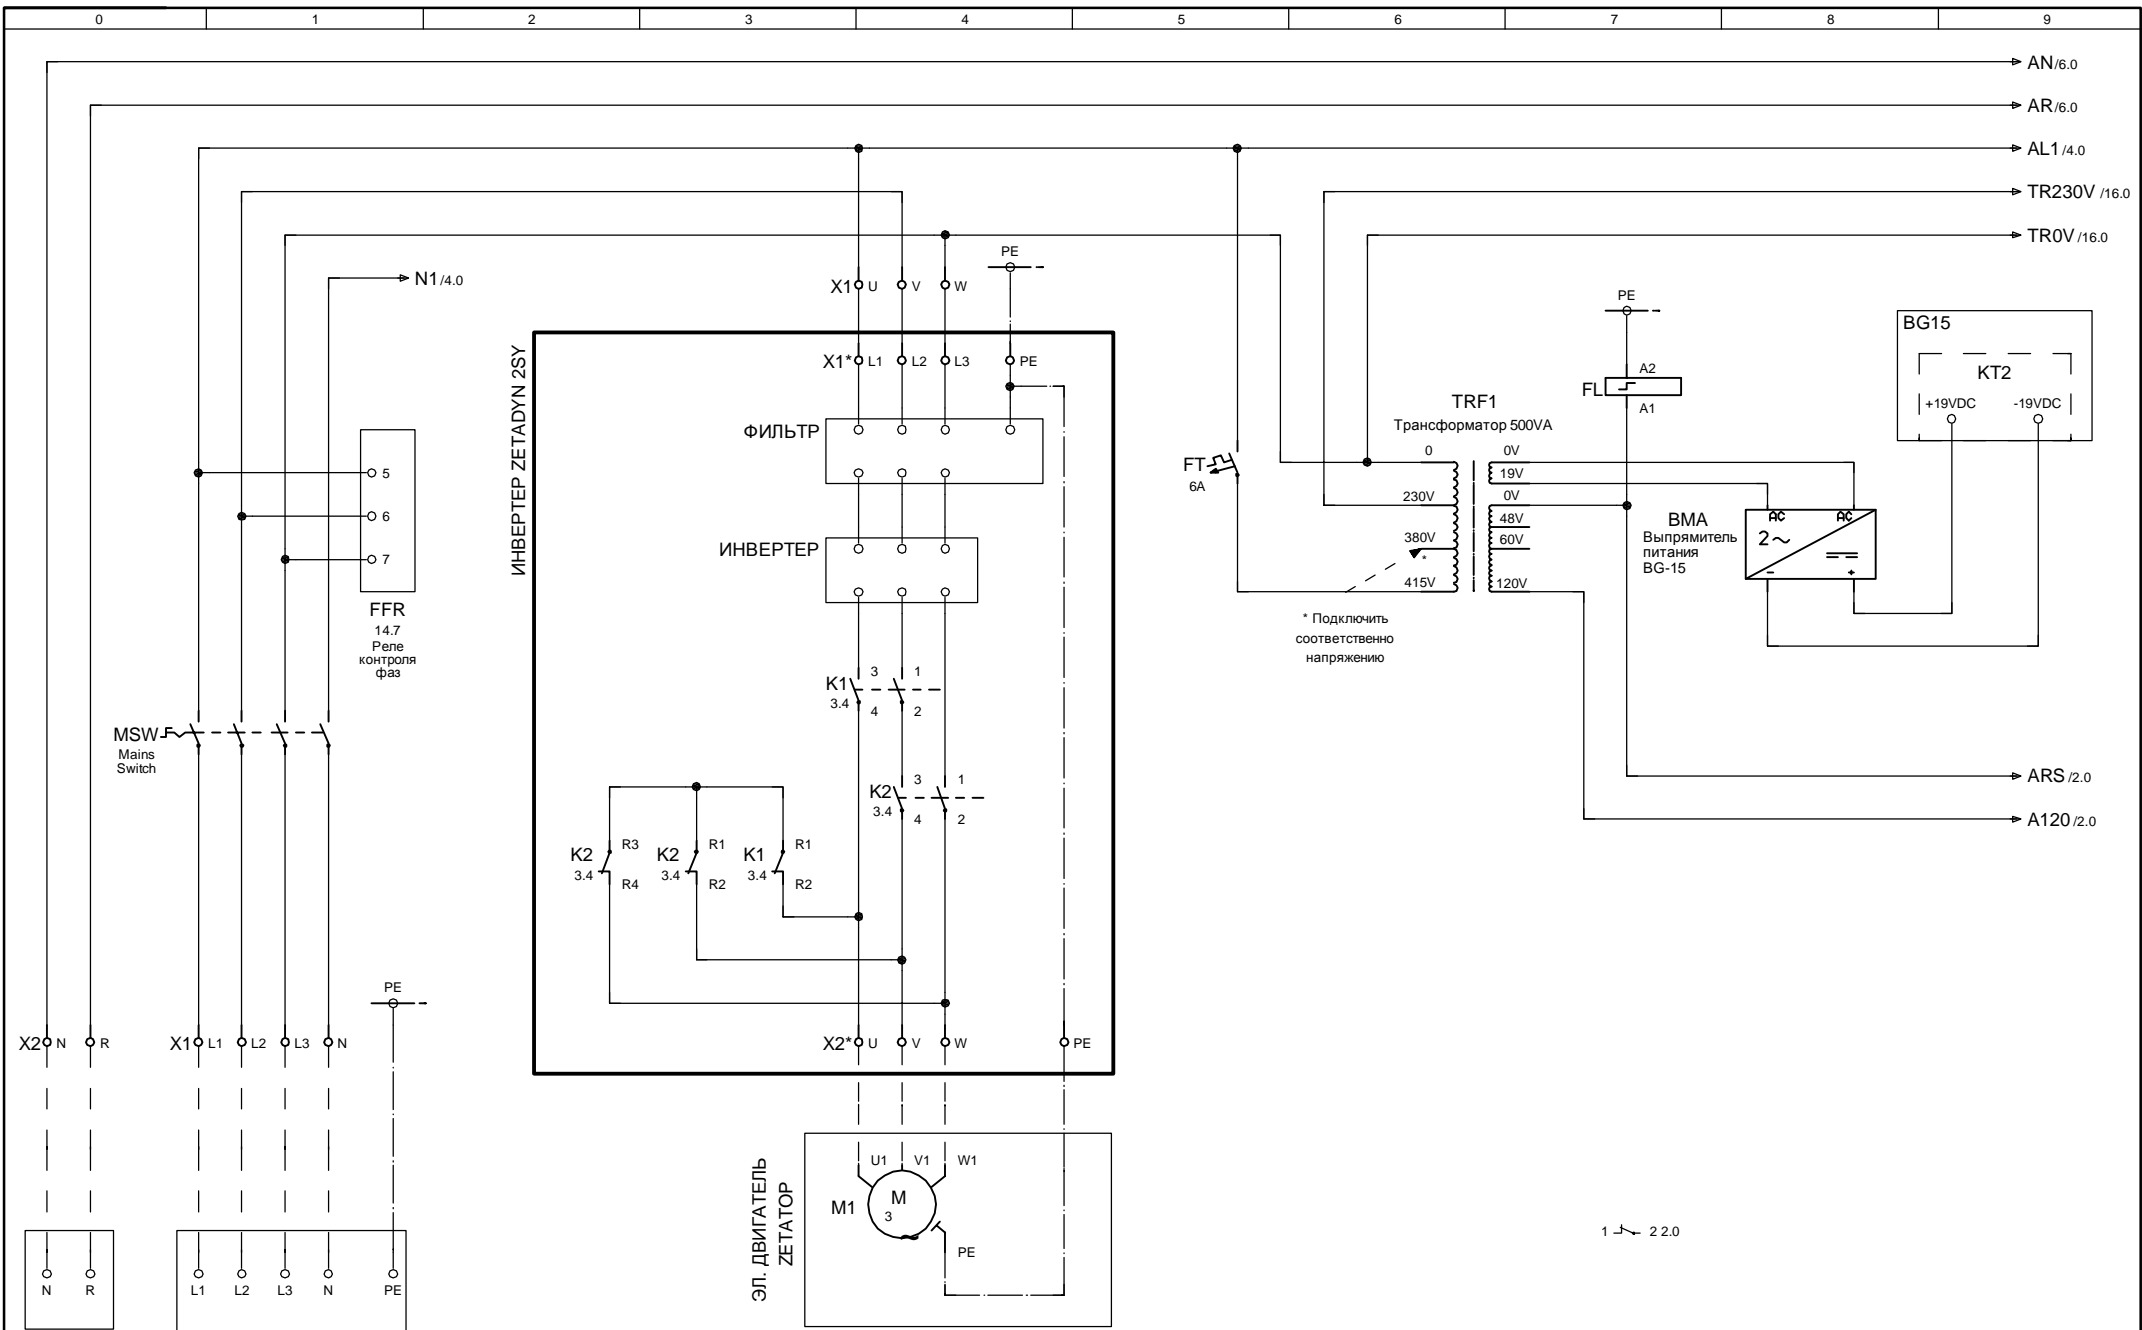 0 1 2 3 4 5 6 7 8 9
AN/6.0
AR/6.0
AL1/4.0
TR230V /16.0
TR0V/16.0
N1/4.0
PE
X1 U V W
PE
BG15
KT2
+19VDC -19VDC
ИНВЕРТЕР ZETADYN 2SY
X1* L1 L2 L3 PE
ФИЛЬТР
A2
FL
A1
TRF1
Трансформатор 500VA
0 0V
19V
230V 0V
48V
380V 60V
*
415V 120V
FT
6A
BMA
Выпрямитель
питания
BG-15
AC AC
2~
- +
5
6
7
FFR
14.7
Реле
контроля
фаз
ИНВЕРТЕР
* Подключить
соответственно
напряжению
K1 3 1
3.4 4 2
MSW
Mains
Switch
K2 3 1
3.4 4 2
ARS/2.0
A120/2.0
K2 R3
3.4 R4
K2 R1
3.4 R2
K1 R1
3.4 R2
PE
X2 N R X1 L1 L2 L3 N
X2* U V W PE
ЭЛ. ДВИГАТЕЛЬ
ZETATOP
U1 V1 W1
M1 M
3
PE
1 2 2.0
N R L1 L2 L3 N PE